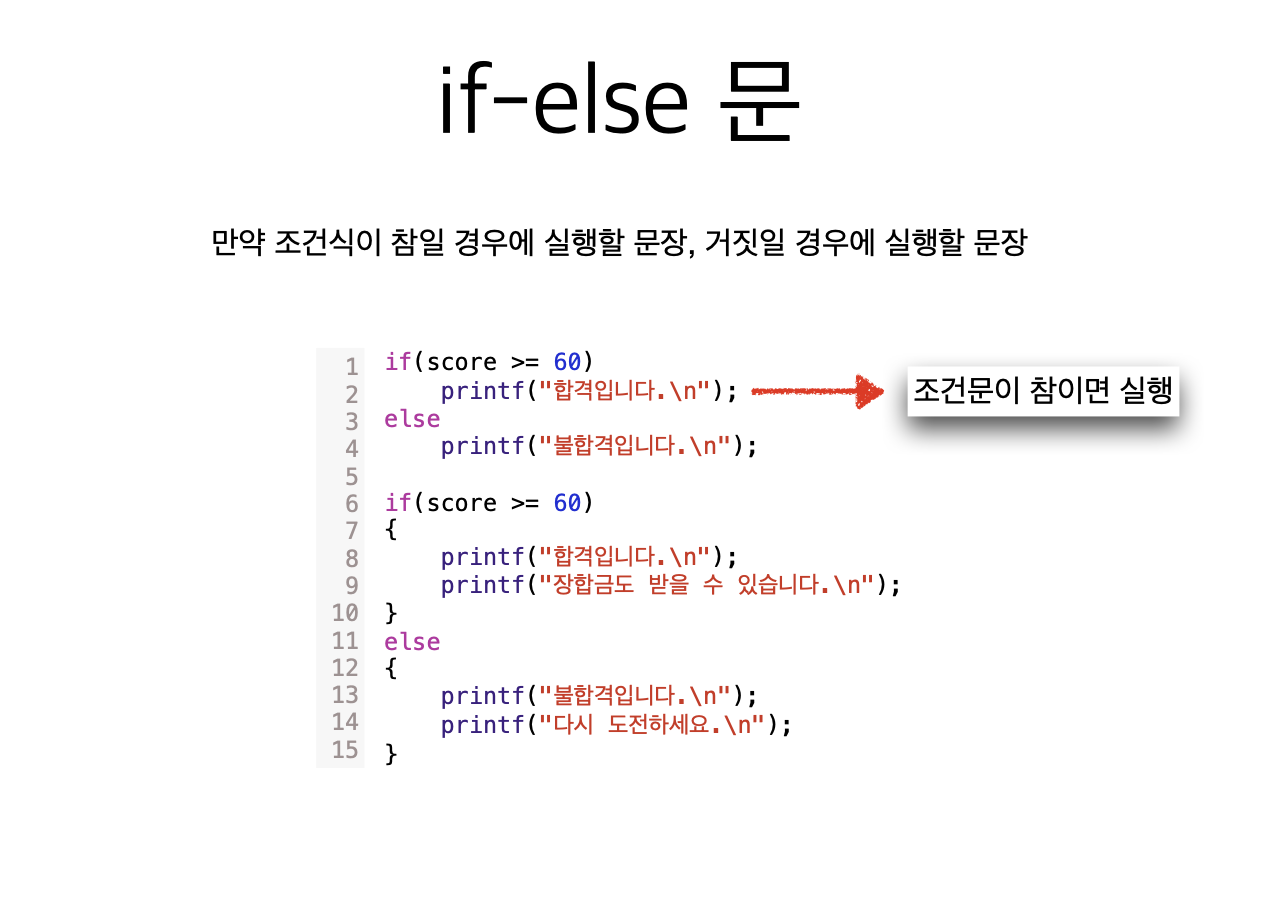 if-else 문
만약 조건식이 참일 경우에 실행할 문장, 거짓일 경우에 실행할 문장
1 if(score >= 60)
2 printf("합격입니다.\n"); 조건문이 참이면 실행
3 else
4 printf("불합격입니다.\n");
5
6 if(score >= 60)
7 {
8 printf("합격입니다.\n");
9 printf("장합금도 받을 수 있습니다.\n");
10 }
11 else
12 {
13 printf("불합격입니다.\n");
14 printf("다시 도전하세요.\n");
15 }